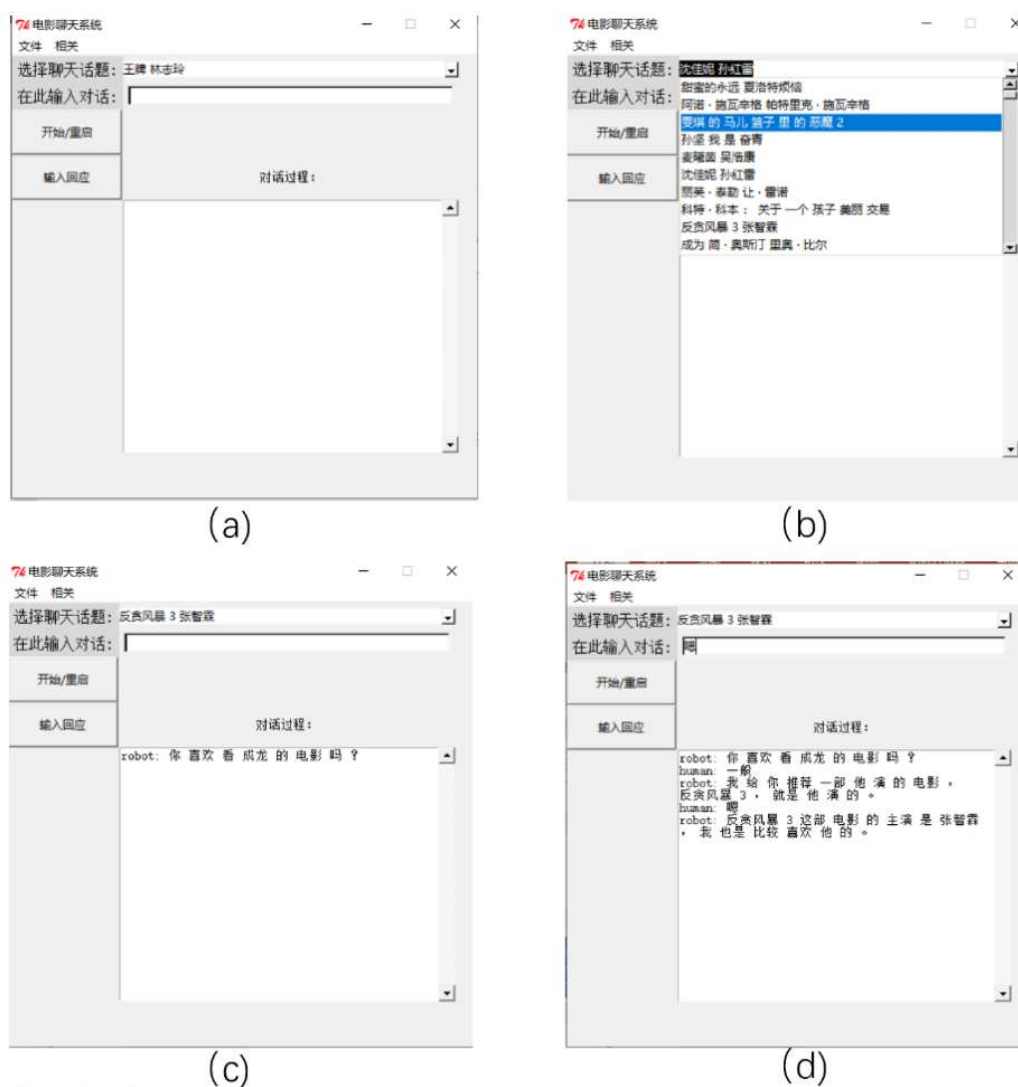 电影聊天系统
文件 相关
选择聊天话题: 王牌 林志玲
在此输入对话:
开始/重启
输入回应
对话过程:
(a)
电影聊天系统
文件 相关
选择聊天话题: 沈佳妮 孙红雷
在此输入对话:
甜蜜的永远 夏洛特烦恼
阿诺·施瓦辛格 帕特里克·施瓦辛格
雯琪 的 马儿 篮子 里 的 恶魔 2
开始/重启
孙坚 我 是 奋青
麦曦茵 吴浩康
输入回应
沈佳妮 孙红雷
丽芙·泰勒 让·雷诺
科特·科本 : 关于 一个 孩子 美丽 交易
反贪风暴 3 张智霖
成为 简·奥斯汀 里奥·比尔
(b)
电影聊天系统
文件 相关
选择聊天话题: 反贪风暴 3 张智霖
在此输入对话:
开始/重启
输入回应
对话过程:
robot: 你 喜欢 看 成龙 的 电影 吗 ?
(c)
电影聊天系统
文件 相关
选择聊天话题: 反贪风暴 3 张智霖
在此输入对话: 嗯
开始/重启
输入回应
对话过程:
robot: 你 喜欢 看 成龙 的 电影 吗 ?
human: 一般
robot: 我 给 你 推荐 一部 他 演 的 电影 ,
反贪风暴 3 , 就是 他 演 的 。
human: 嗯
robot: 反贪风暴 3 这部 电影 的 主演 是 张智霖
, 我 也是 比较 喜欢 他 的 。
(d)